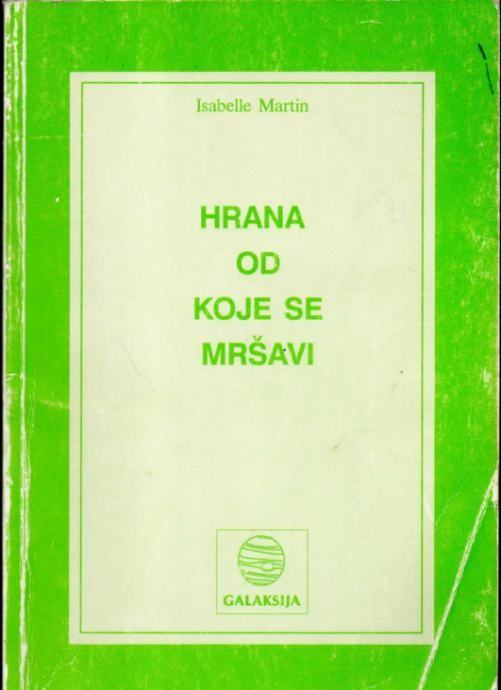 Isabelle Martin
HRANA
OD
KOJE SE
MRŠAVI
GALAKSIJA